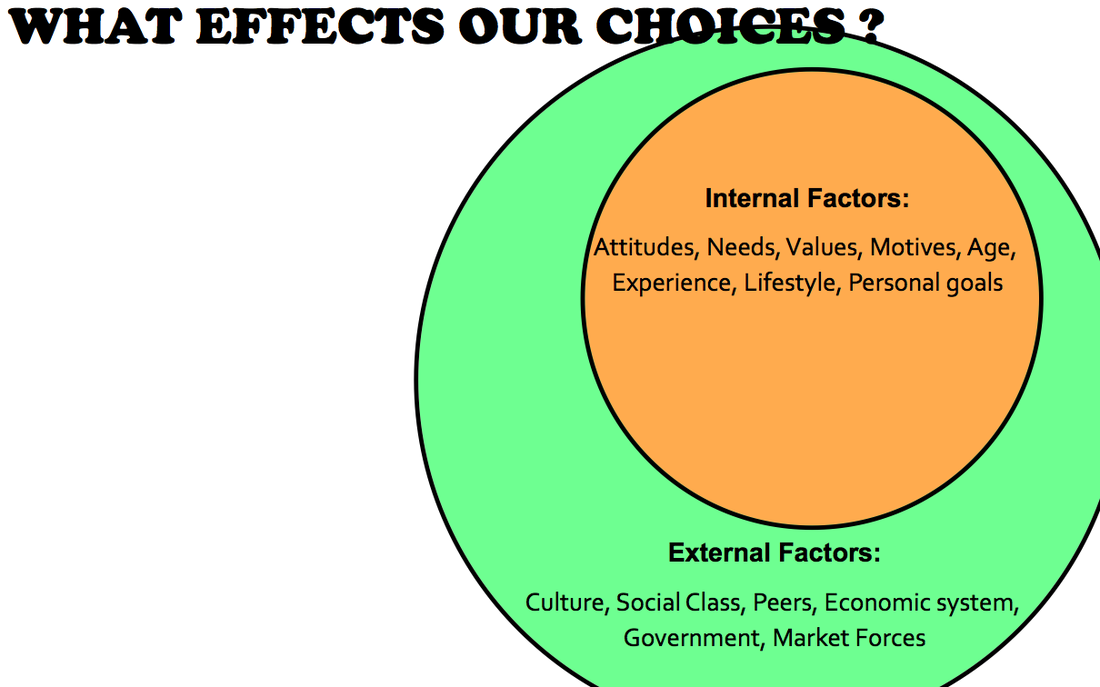 WHAT EFFECTS OUR CHOICES ?
Internal Factors:
Attitudes, Needs, Values, Motives, Age,
Experience, Lifestyle, Personal goals
External Factors:
Culture, Social Class, Peers, Economic system,
Government, Market Forces